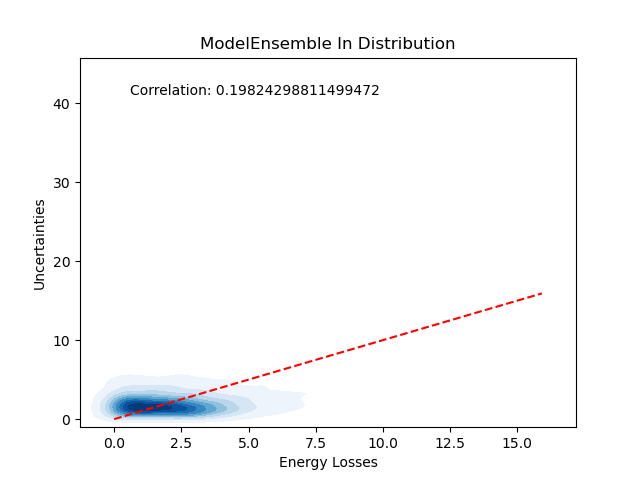 ModelEnsemble In Distribution
Correlation: 0.19824298811499472
Uncertainties
40
30
20
10
0
0.0 2.5 5.0 7.5 10.0 12.5 15.0
Energy Losses